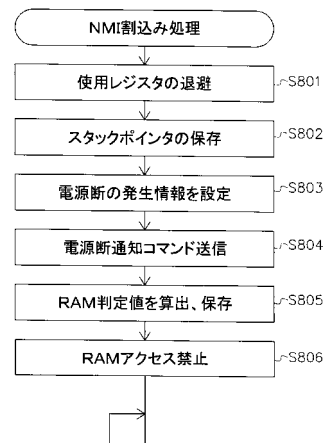 NMI割込み処理
使用レジスタの退避 S801
スタックポインタの保存 S802
電源断の発生情報を設定 S803
電源断通知コマンド送信 S804
RAM判定値を算出、保存 S805
RAMアクセス禁止 S806